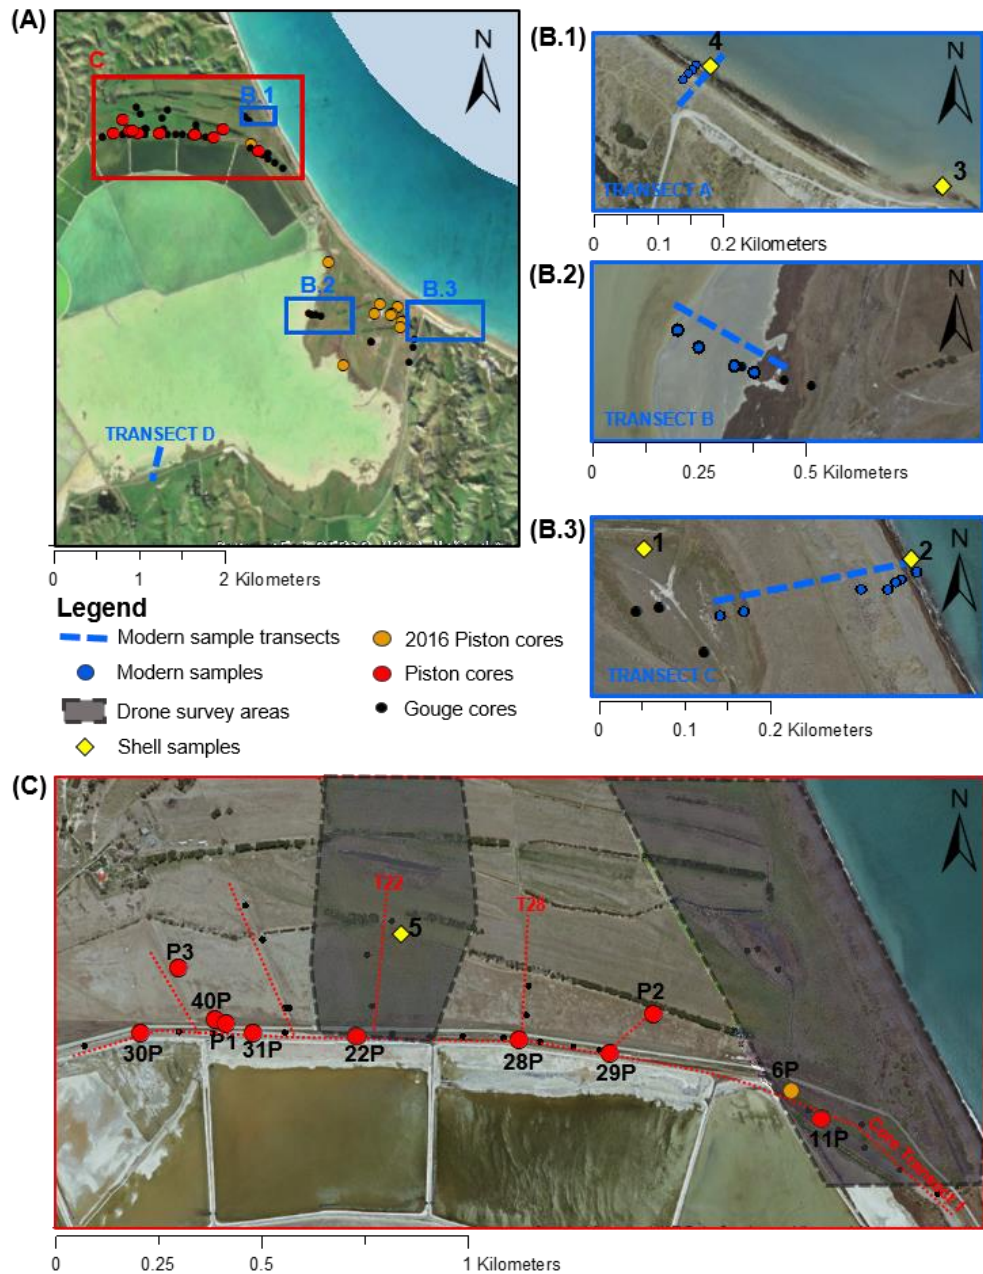 (A)
N
C
B.1
B.2
B.3
TRANSECT D
0 1 2 Kilometers
(B.1)
N
4
3
TRANSECT A
0 0.1 0.2 Kilometers
(B.2)
N
TRANSECT B
0 0.25 0.5 Kilometers
(B.3)
N
1
2
TRANSECT C
0 0.1 0.2 Kilometers
Legend
Modern sample transects
Modern samples
Drone survey areas
Shell samples
2016 Piston cores
Piston cores
Gouge cores
(C)
N
T22
T28
5
P3
P2
40P
P1
30P
31P
22P
28P
29P
6P
11P
Core Transect 1
0 0.25 0.5 1 Kilometers